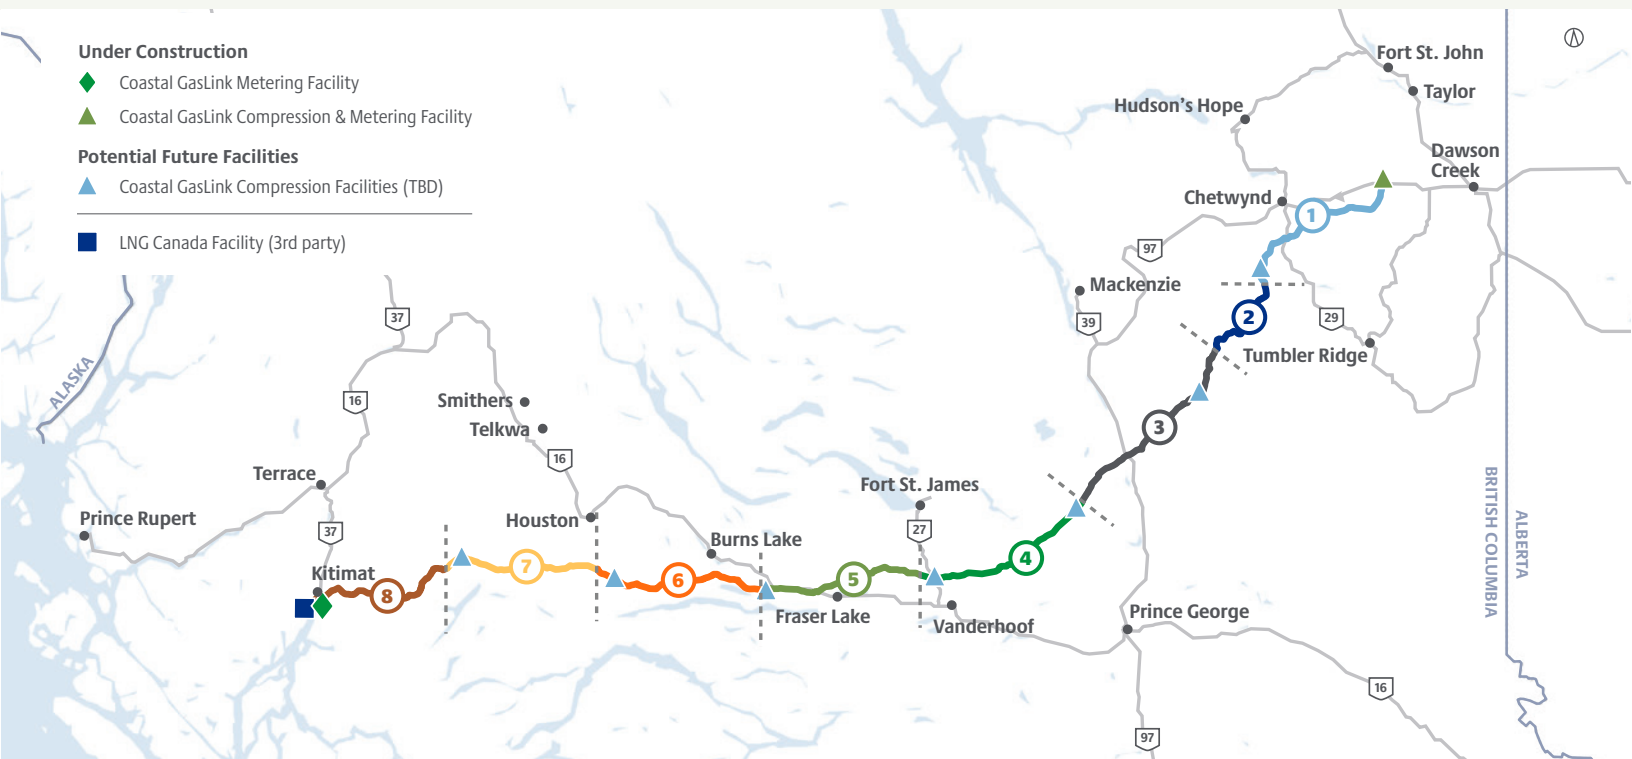 Under Construction
Coastal GasLink Metering Facility
Coastal GasLink Compression & Metering Facility
Potential Future Facilities
Coastal GasLink Compression Facilities (TBD)
LNG Canada Facility (3rd party)
Fort St. John
Taylor
Hudson's Hope
Dawson
Creek
Chetwynd
1
97
Mackenzie
39
2
29
Tumbler Ridge
37
ALASKA
16
Smithers
Telkwa
16
3
Terrace
Fort St. James
BRITISH COLUMBIA
ALBERTA
Prince Rupert
37
Houston
27
Burns Lake
Kitimat
8
7
6
5
4
Fraser Lake
Vanderhoof
Prince George
16
97